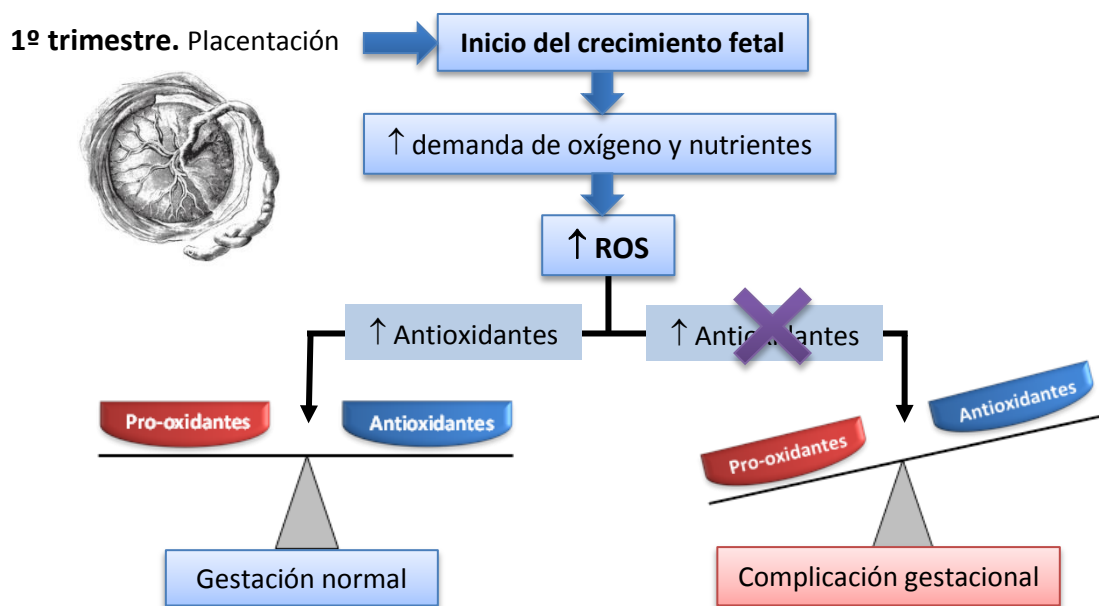 1º trimestre. Placentación
Inicio del crecimiento fetal
↑ demanda de oxígeno y nutrientes
↑ ROS
↑ Antioxidantes
↑ Antioxidantes
Pro-oxidantes
Antioxidantes
Pro-oxidantes
Antioxidantes
Gestación normal
Complicación gestacional